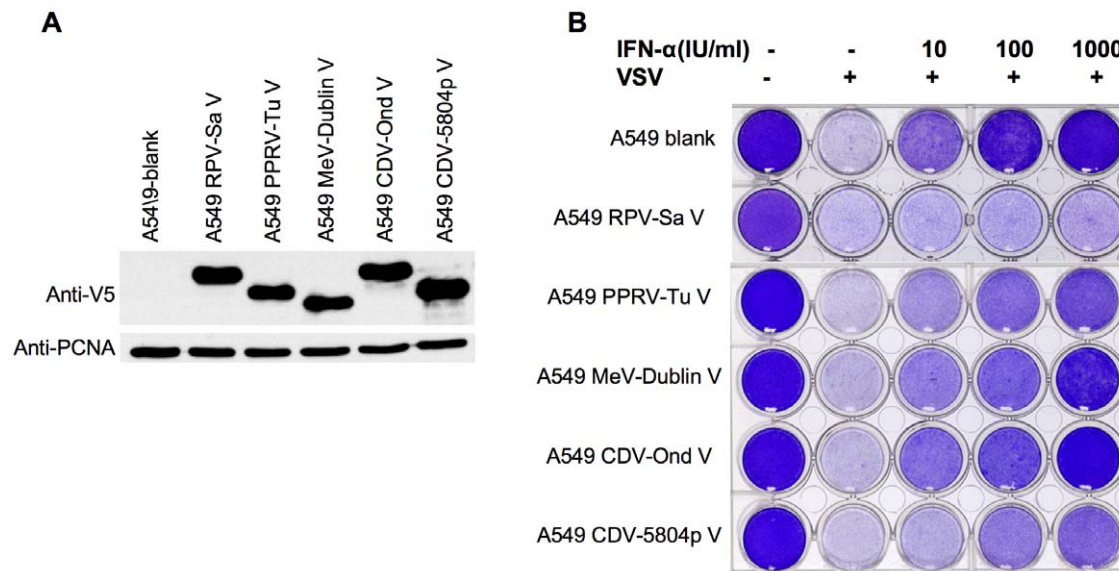 A
A54\9-blank
A549 RPV-Sa V
A549 PPRV-Tu V
A549 MeV-Dublin V
A549 CDV-Ond V
A549 CDV-5804p V
Anti-V5
Anti-PCNA
B
IFN-α(IU/ml) - - 10 100 1000
VSV - + + + +
A549 blank
A549 RPV-Sa V
A549 PPRV-Tu V
A549 MeV-Dublin V
A549 CDV-Ond V
A549 CDV-5804p V